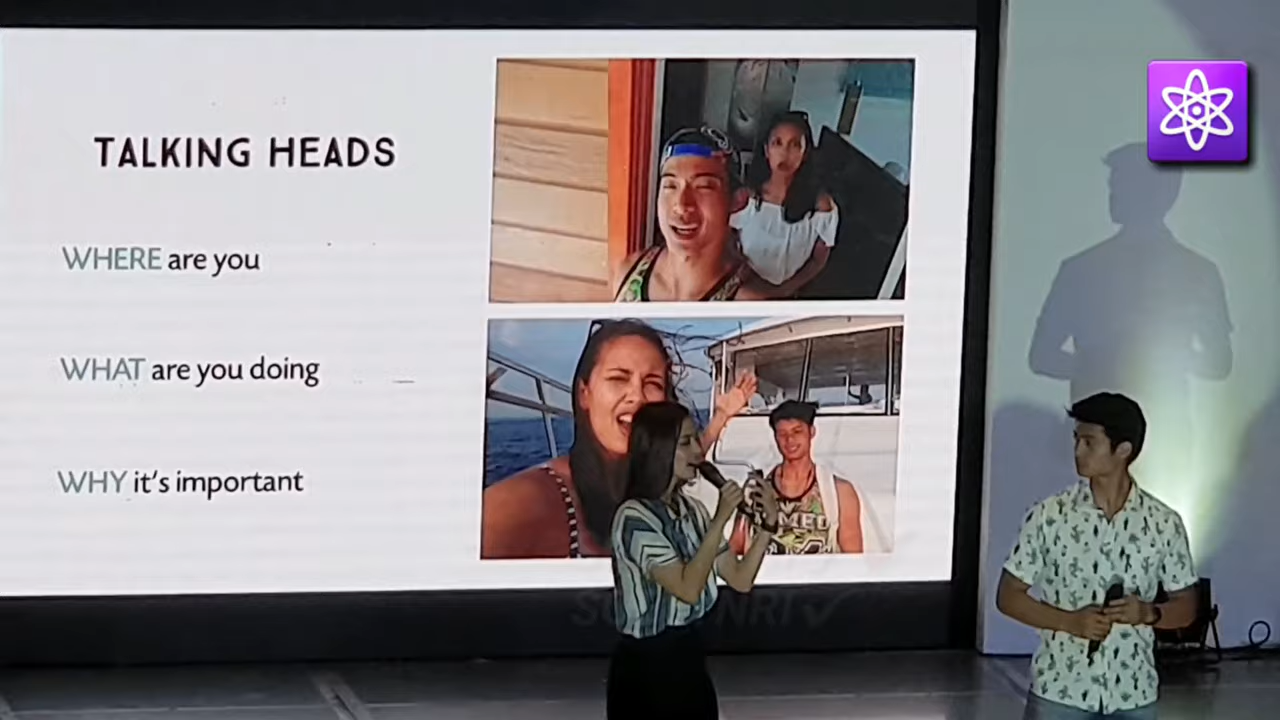 TALKING HEADS
WHERE are you
WHAT are you doing
WHY it's important